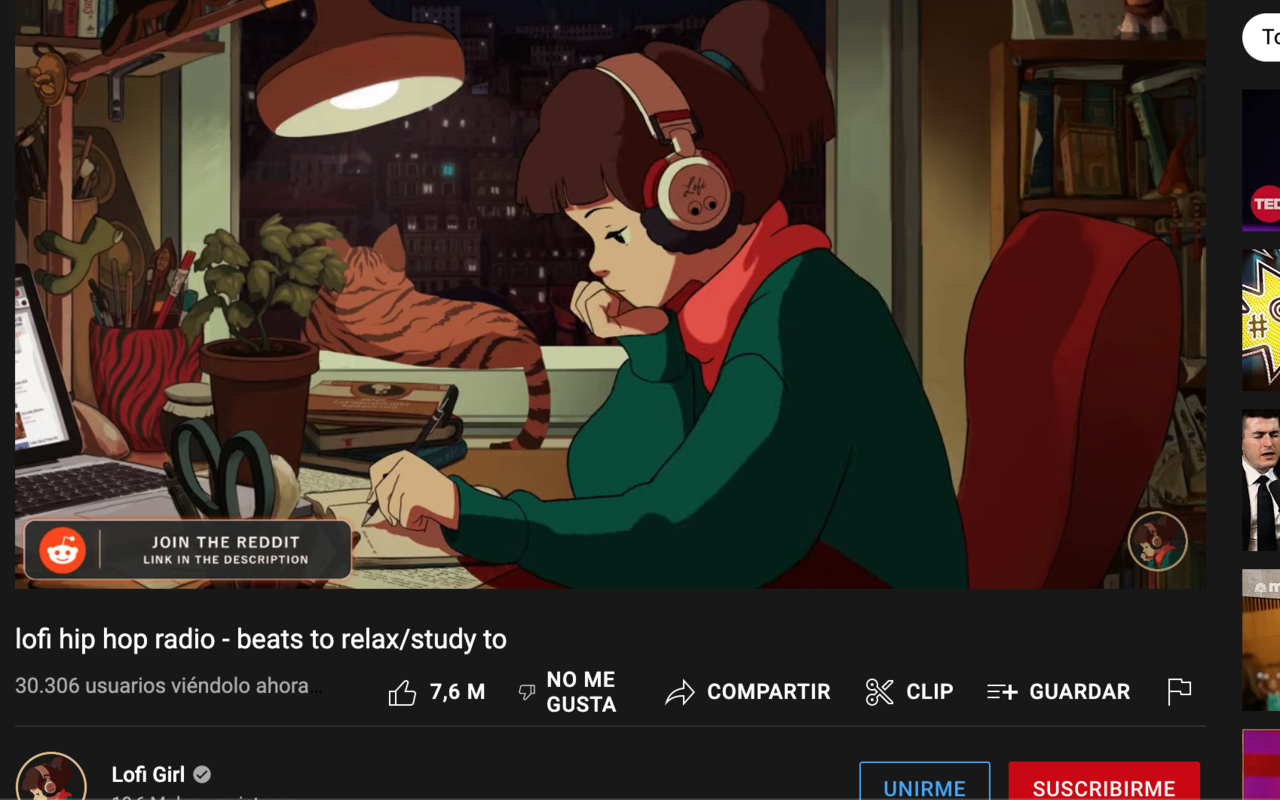 To
Lofi
TED
#@
JOIN THE REDDIT
LINK IN THE DESCRIPTION
lofi hip hop radio - beats to relax/study to
30.306 usuarios viéndolo ahora...
7,6 M
NO ME
GUSTA
COMPARTIR
CLIP
GUARDAR
Lofi Girl
UNIRME
SUSCRIBIRME